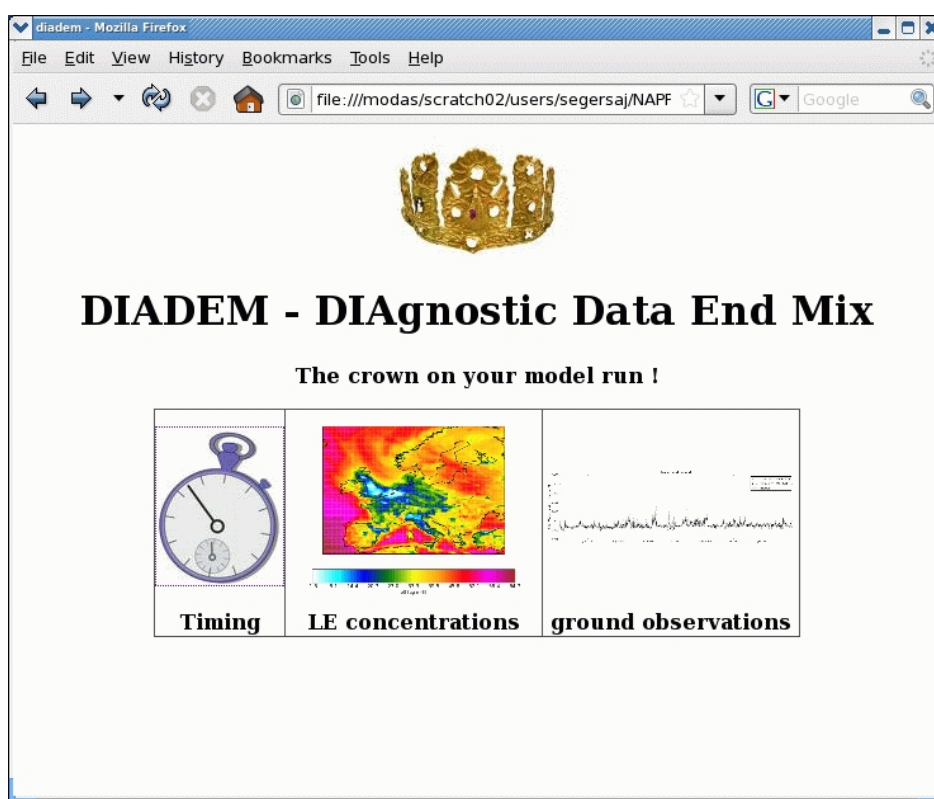 diadem - Mozilla Firefox
File Edit View History Bookmarks Tools Help
file:///modas/scratch02/users/segersaj/NAPF G Google
DIADEM - DIAgnostic Data End Mix
The crown on your model run !
Timing LE concentrations ground observations